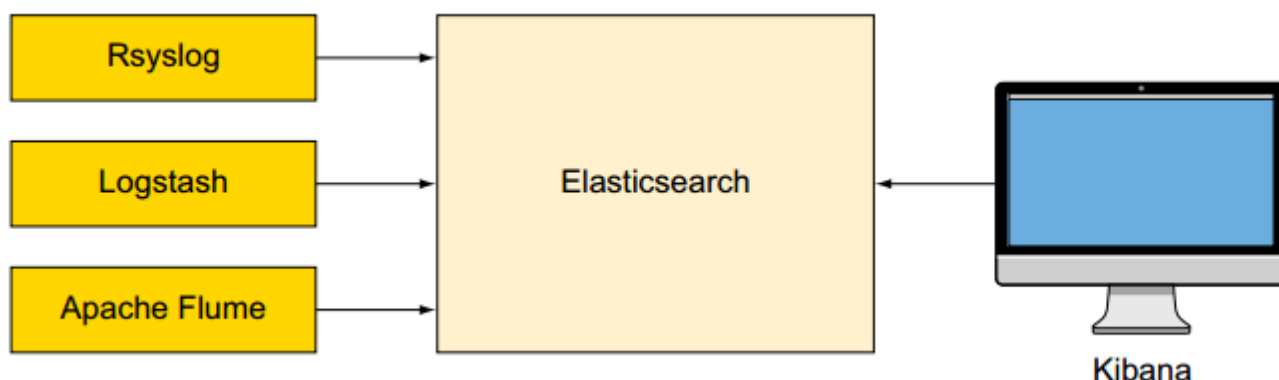 Rsyslog
Logstash
Elasticsearch
Apache Flume
Kibana